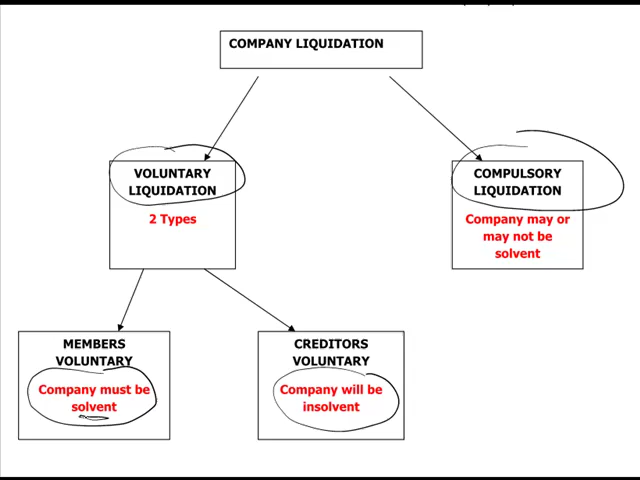 COMPANY LIQUIDATION
VOLUNTARY
LIQUIDATION
2 Types
COMPULSORY
LIQUIDATION
Company may or
may not be
solvent
MEMBERS
VOLUNTARY
Company must be
solvent
CREDITORS
VOLUNTARY
Company will be
insolvent